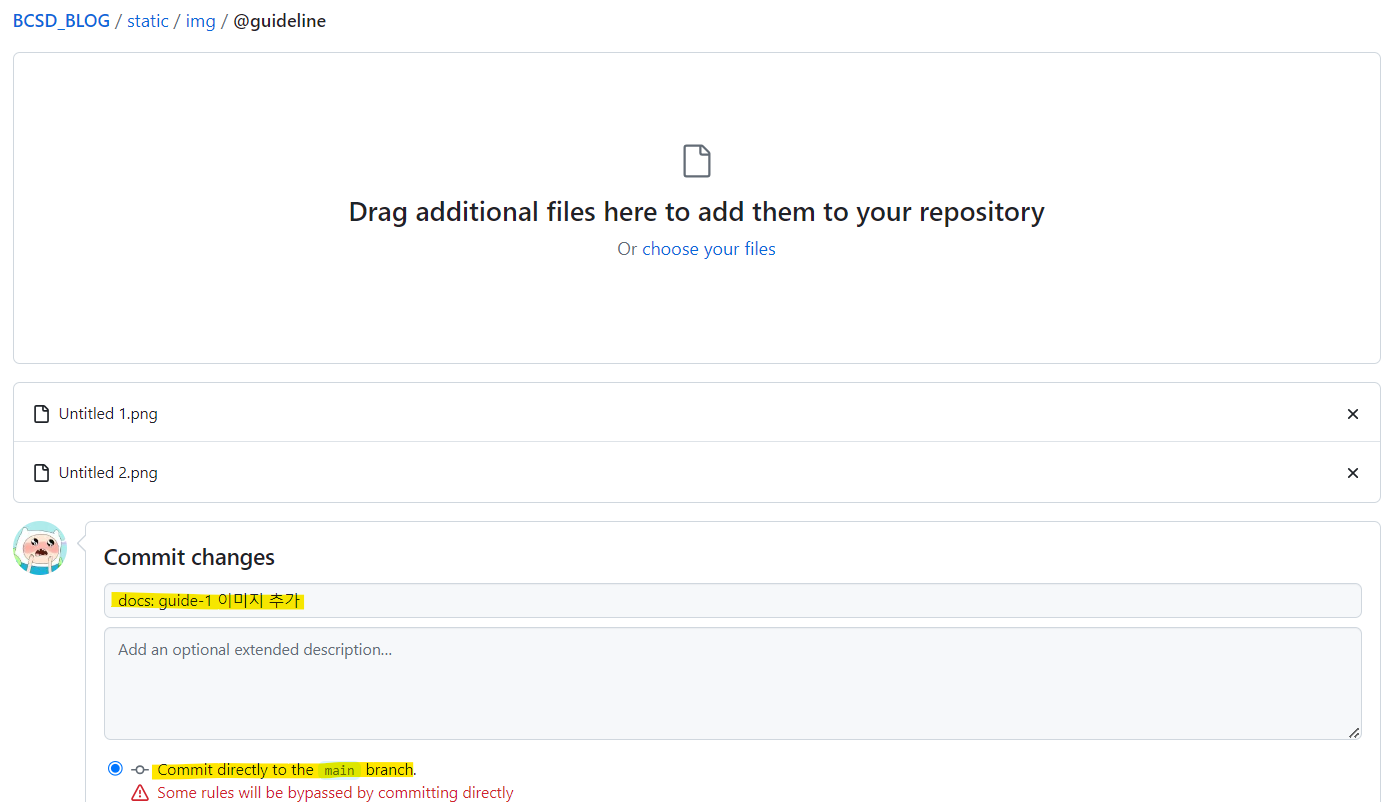 BCSD_BLOG / static / img / @guideline
Drag additional files here to add them to your repository
Or choose your files
Untitled 1.png
Untitled 2.png
Commit changes
docs: guide-1 이미지 추가
Add an optional extended description...
Commit directly to the main branch.
Some rules will be bypassed by committing directly